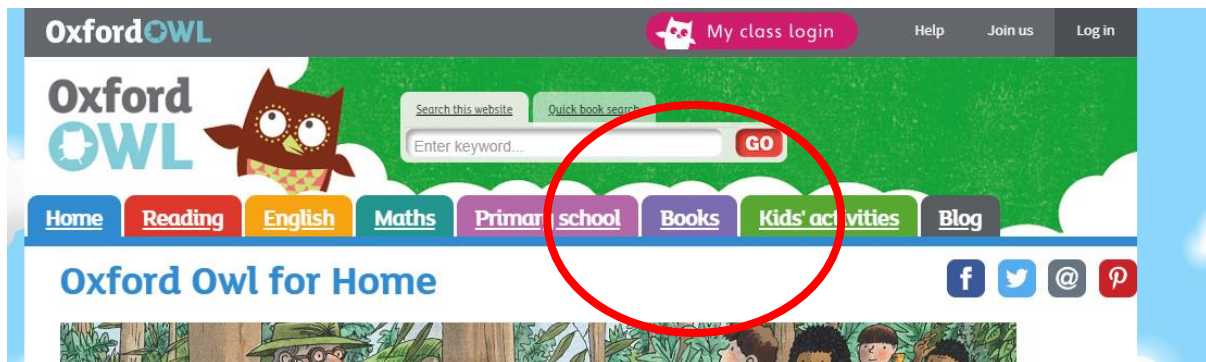 OxfordOWL My class login Help Join us Log in
Oxford
OWL
Search this website Quick book search
Enter keyword... GO
Home Reading English Maths Primary school Books Kids' activities Blog
Oxford Owl for Home
f @